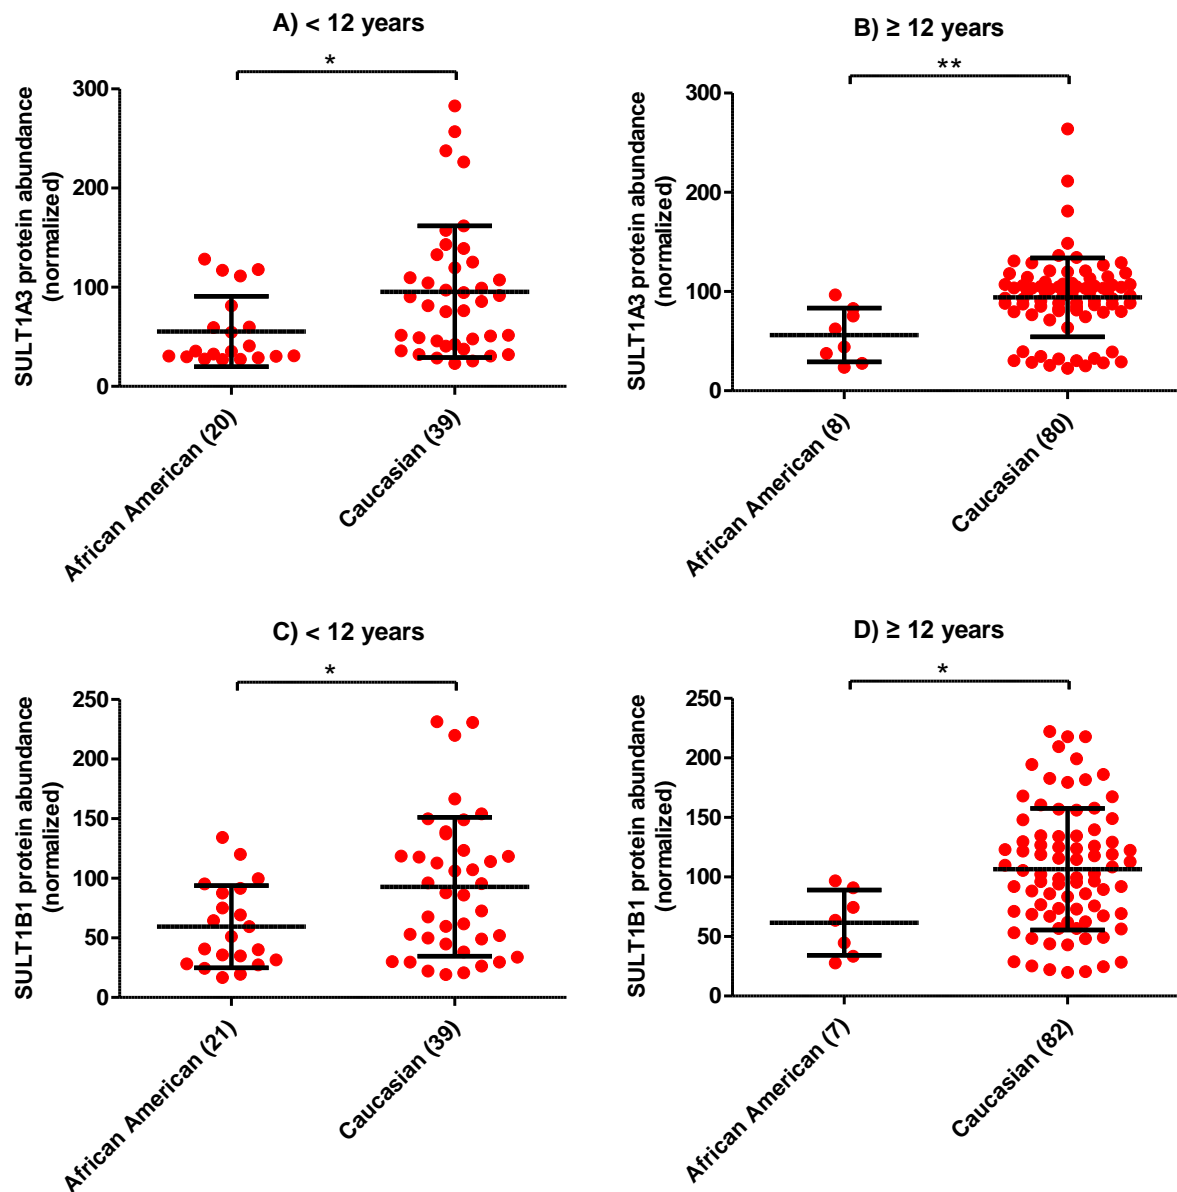 A) < 12 years
*
SULT1A3 protein abundance
(normalized)
300
200
100
0
African American (20)
Caucasian (39)
B) ≥ 12 years
**
SULT1A3 protein abundance
(normalized)
300
200
100
0
African American (8)
Caucasian (80)
C) < 12 years
*
SULT1B1 protein abundance
(normalized)
250
200
150
100
50
0
African American (21)
Caucasian (39)
D) ≥ 12 years
*
SULT1B1 protein abundance
(normalized)
250
200
150
100
50
0
African American (7)
Caucasian (82)